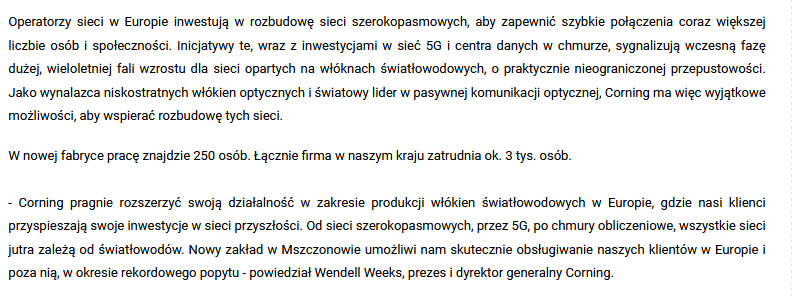 Operatorzy sieci w Europie inwestują w rozbudowę sieci szerokopasmowych, aby zapewnić szybkie połączenia coraz większej
liczbie osób i społeczności. Inicjatywy te, wraz z inwestycjami w sieć 5G i centra danych w chmurze, sygnalizują wczesną fazę
dużej, wieloletniej fali wzrostu dla sieci opartych na włóknach światłowodowych, o praktycznie nieograniczonej przepustowości.
Jako wynalazca niskostratnych włókien optycznych i światowy lider w pasywnej komunikacji optycznej, Corning ma więc wyjątkowe
możliwości, aby wspierać rozbudowę tych sieci.
W nowej fabryce pracę znajdzie 250 osób. Łącznie firma w naszym kraju zatrudnia ok. 3 tys. osób.
- Corning pragnie rozszerzyć swoją działalność w zakresie produkcji włókien światłowodowych w Europie, gdzie nasi klienci
przyspieszają swoje inwestycje w sieci przyszłości. Od sieci szerokopasmowych, przez 5G, po chmury obliczeniowe, wszystkie sieci
jutra zależą od światłowodów. Nowy zakład w Mszczonowie umożliwi nam skutecznie obsługiwanie naszych klientów w Europie i
poza nią, w okresie rekordowego popytu - powiedział Wendell Weeks, prezes i dyrektor generalny Corning.